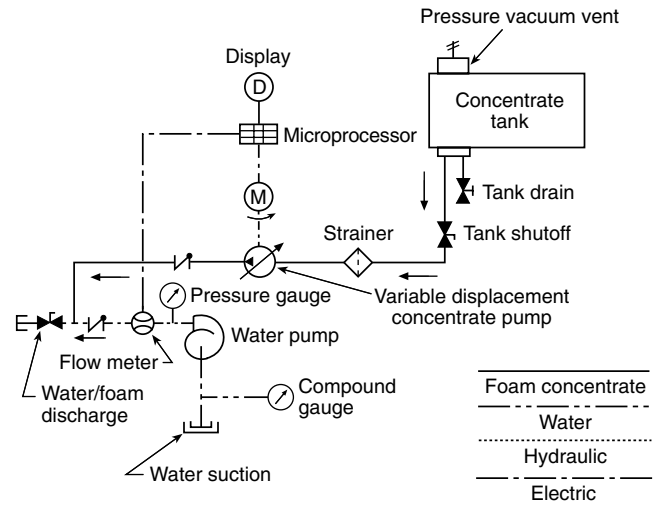 Pressure vacuum vent
Display
D
Concentrate
tank
Microprocessor
M
Tank drain
Strainer
Tank shutoff
Pressure gauge
Variable displacement
concentrate pump
Water pump
Flow meter
Water/foam
discharge
Compound
gauge
Water suction
Foam concentrate
Water
Hydraulic
Electric